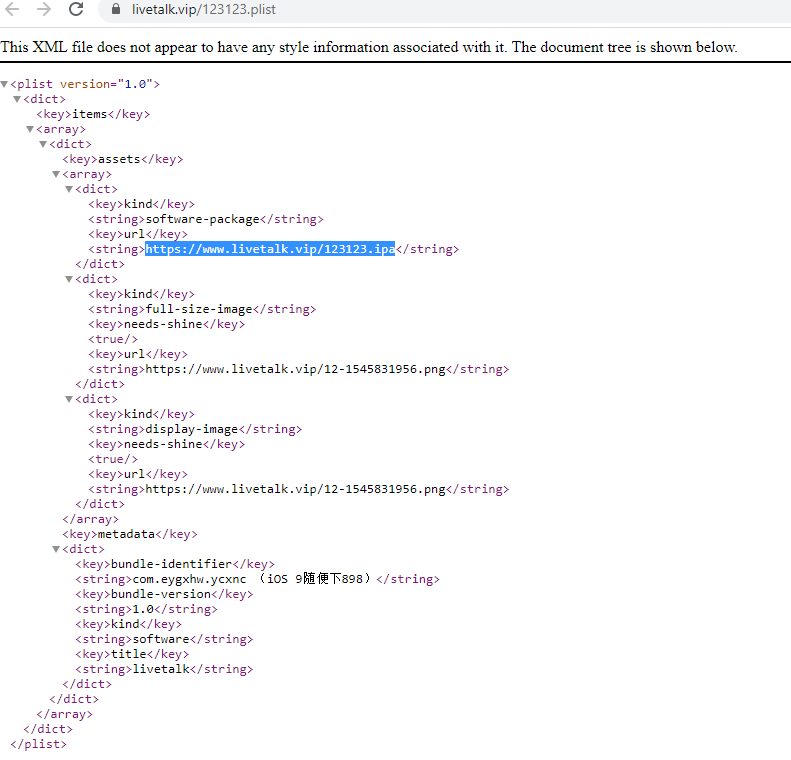 livetalk.vip/123123.plist
This XML file does not appear to have any style information associated with it. The document tree is shown below.
<plist version="1.0">
<dict>
<key>items</key>
<array>
<dict>
<key>assets</key>
<array>
<dict>
<key>kind</key>
<string>software-package</string>
<key>url</key>
<string>https://www.livetalk.vip/123123.ipa</string>
</dict>
<dict>
<key>kind</key>
<string>full-size-image</string>
<key>needs-shine</key>
<true/>
<key>url</key>
<string>https://www.livetalk.vip/12-1545831956.png</string>
</dict>
<dict>
<key>kind</key>
<string>display-image</string>
<key>needs-shine</key>
<true/>
<key>url</key>
<string>https://www.livetalk.vip/12-1545831956.png</string>
</dict>
</array>
<key>metadata</key>
<dict>
<key>bundle-identifier</key>
<string>com.eygxhw.ycxnc （iOS 9随便下898）</string>
<key>bundle-version</key>
<string>1.0</string>
<key>kind</key>
<string>software</string>
<key>title</key>
<string>livetalk</string>
</dict>
</dict>
</array>
</dict>
</plist>